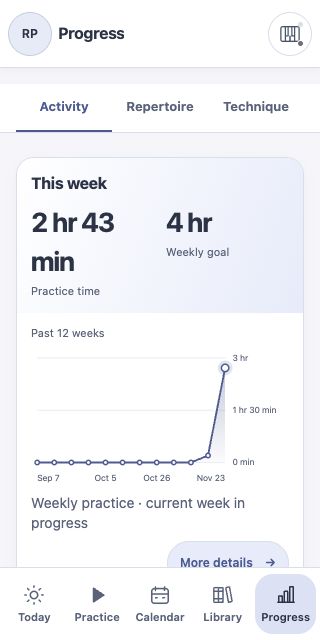 RP Progress
Activity Repertoire Technique
This week
2 hr 43 min
Practice time
4 hr
Weekly goal
Past 12 weeks
3 hr
1 hr 30 min
0 min
Sep 7 Oct 5 Oct 26 Nov 23
Weekly practice · current week in
progress
More details →
Today Practice Calendar Library Progress